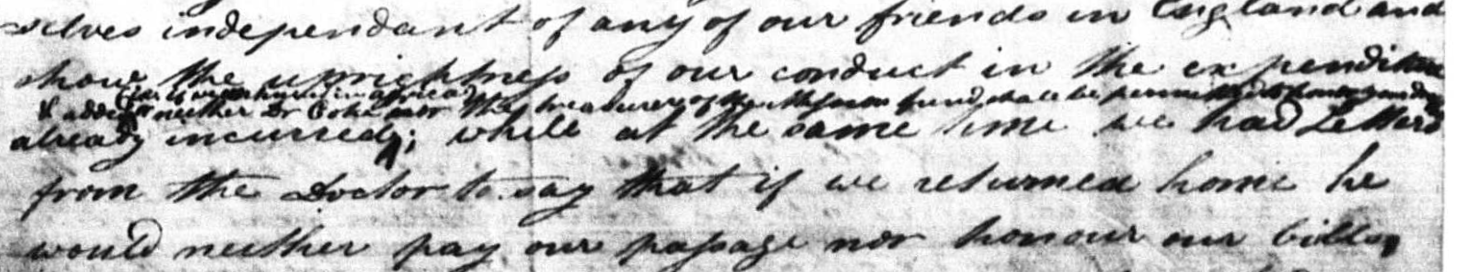 selves independant of any of our friends in England and
show the uprightness of our conduct in the expenditure
& added neither Dr Coke nor the treasurer of the Mission fund shall be permitted
already incurred; while at the same time we had Letters
from the Doctor to say that if we returned home he
would neither pay our passage nor honour our bills,